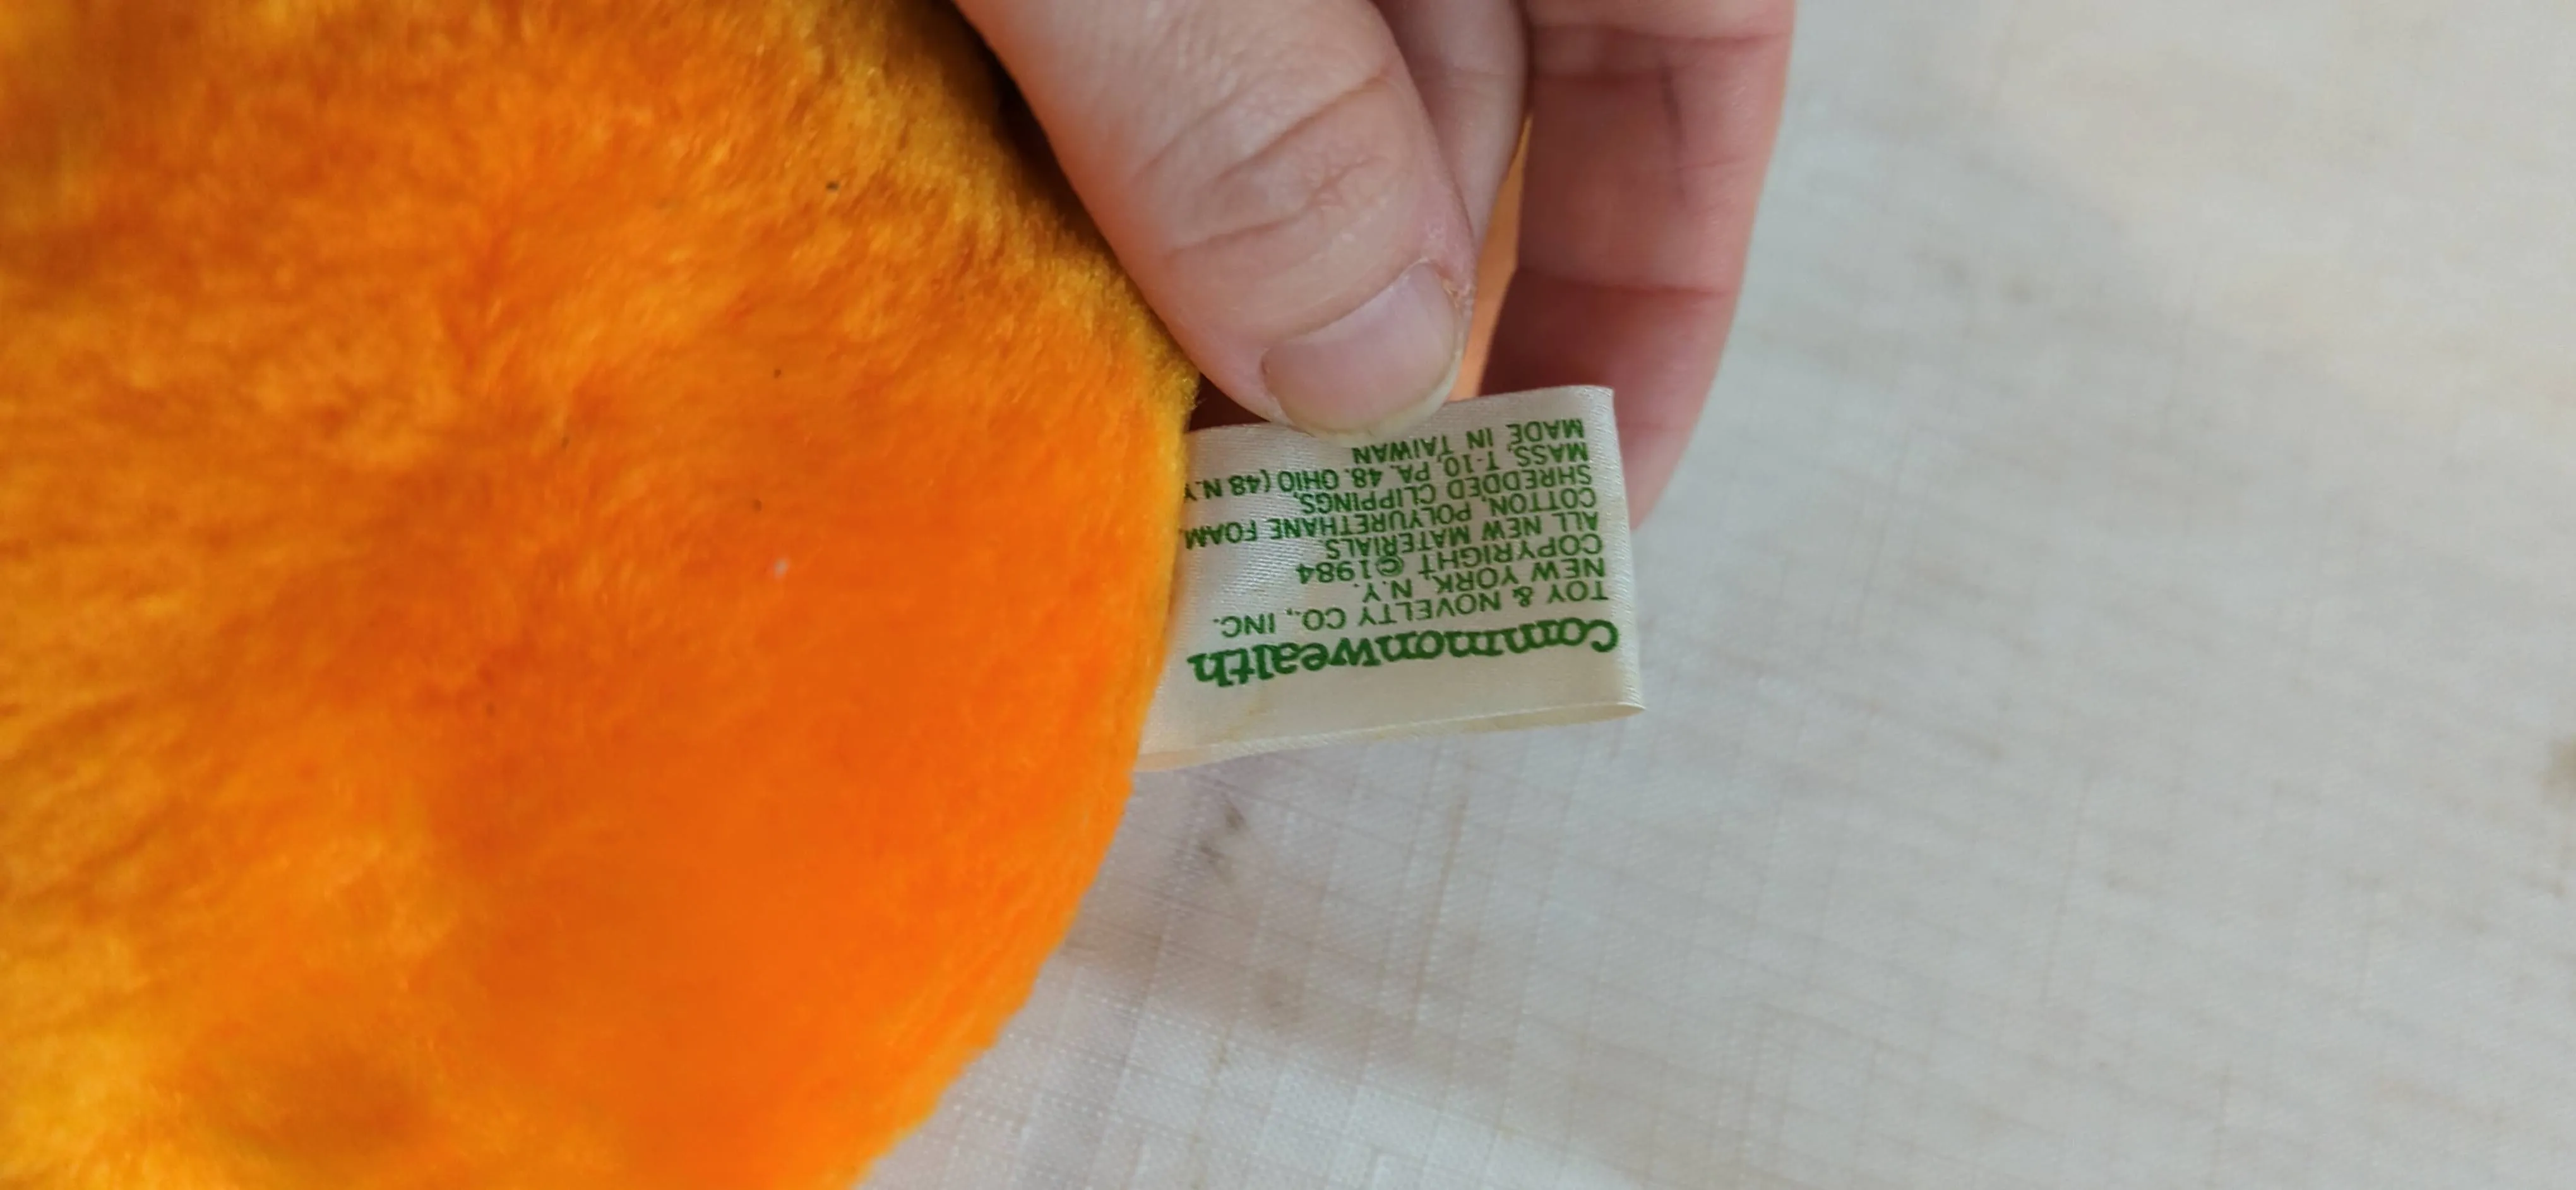 Commonwealth
TOY & NOVELTY CO., INC.
NEW YORK, N.Y.
COPYRIGHT ©1984
ALL NEW MATERIALS
COTTON, POLYURETHANE FOAM,
SHREDDED CLIPPINGS,
MASS, T-10, PA. 48. OHIO (48 N.Y
MADE IN TAIWAN